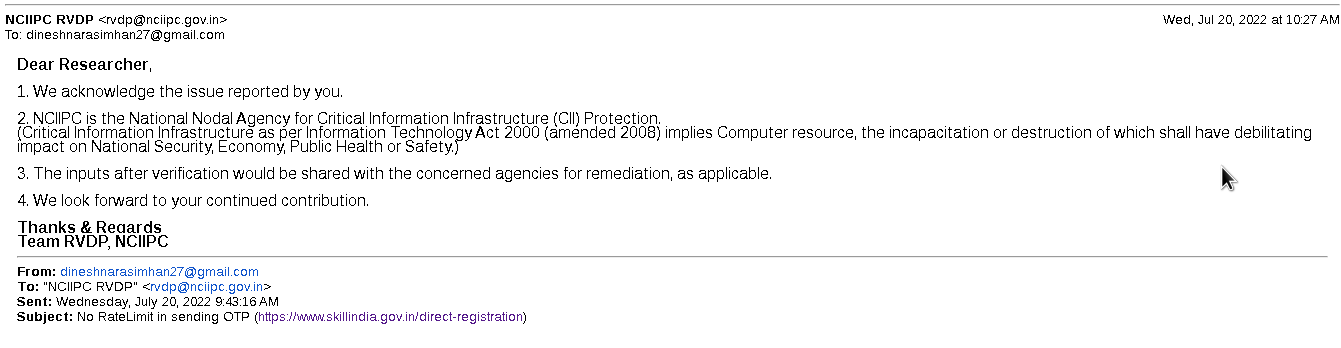 NCIIPC RVDP <rvdp@nciipc.gov.in>
Wed, Jul 20, 2022 at 10:27 AM
To: dineshnarasimhan27@gmail.com
Dear Researcher,
1. We acknowledge the issue reported by you.
2. NCIIPC is the National Nodal Agency for Critical Information Infrastructure (CII) Protection.
(Critical Information Infrastructure as per Information Technology Act 2000 (amended 2008) implies Computer resource, the incapacitation or destruction of which shall have debilitating
impact on National Security, Economy, Public Health or Safety.)
3. The inputs after verification would be shared with the concerned agencies for remediation, as applicable.
4. We look forward to your continued contribution.
Thanks & Regards
Team RVDP, NCIIPC
From: dineshnarasimhan27@gmail.com
To: "NCIIPC RVDP" <rvdp@nciipc.gov.in>
Sent: Wednesday, July 20, 2022 9:43:16 AM
Subject: No RateLimit in sending OTP (https://www.skillindia.gov.in/direct-registration)